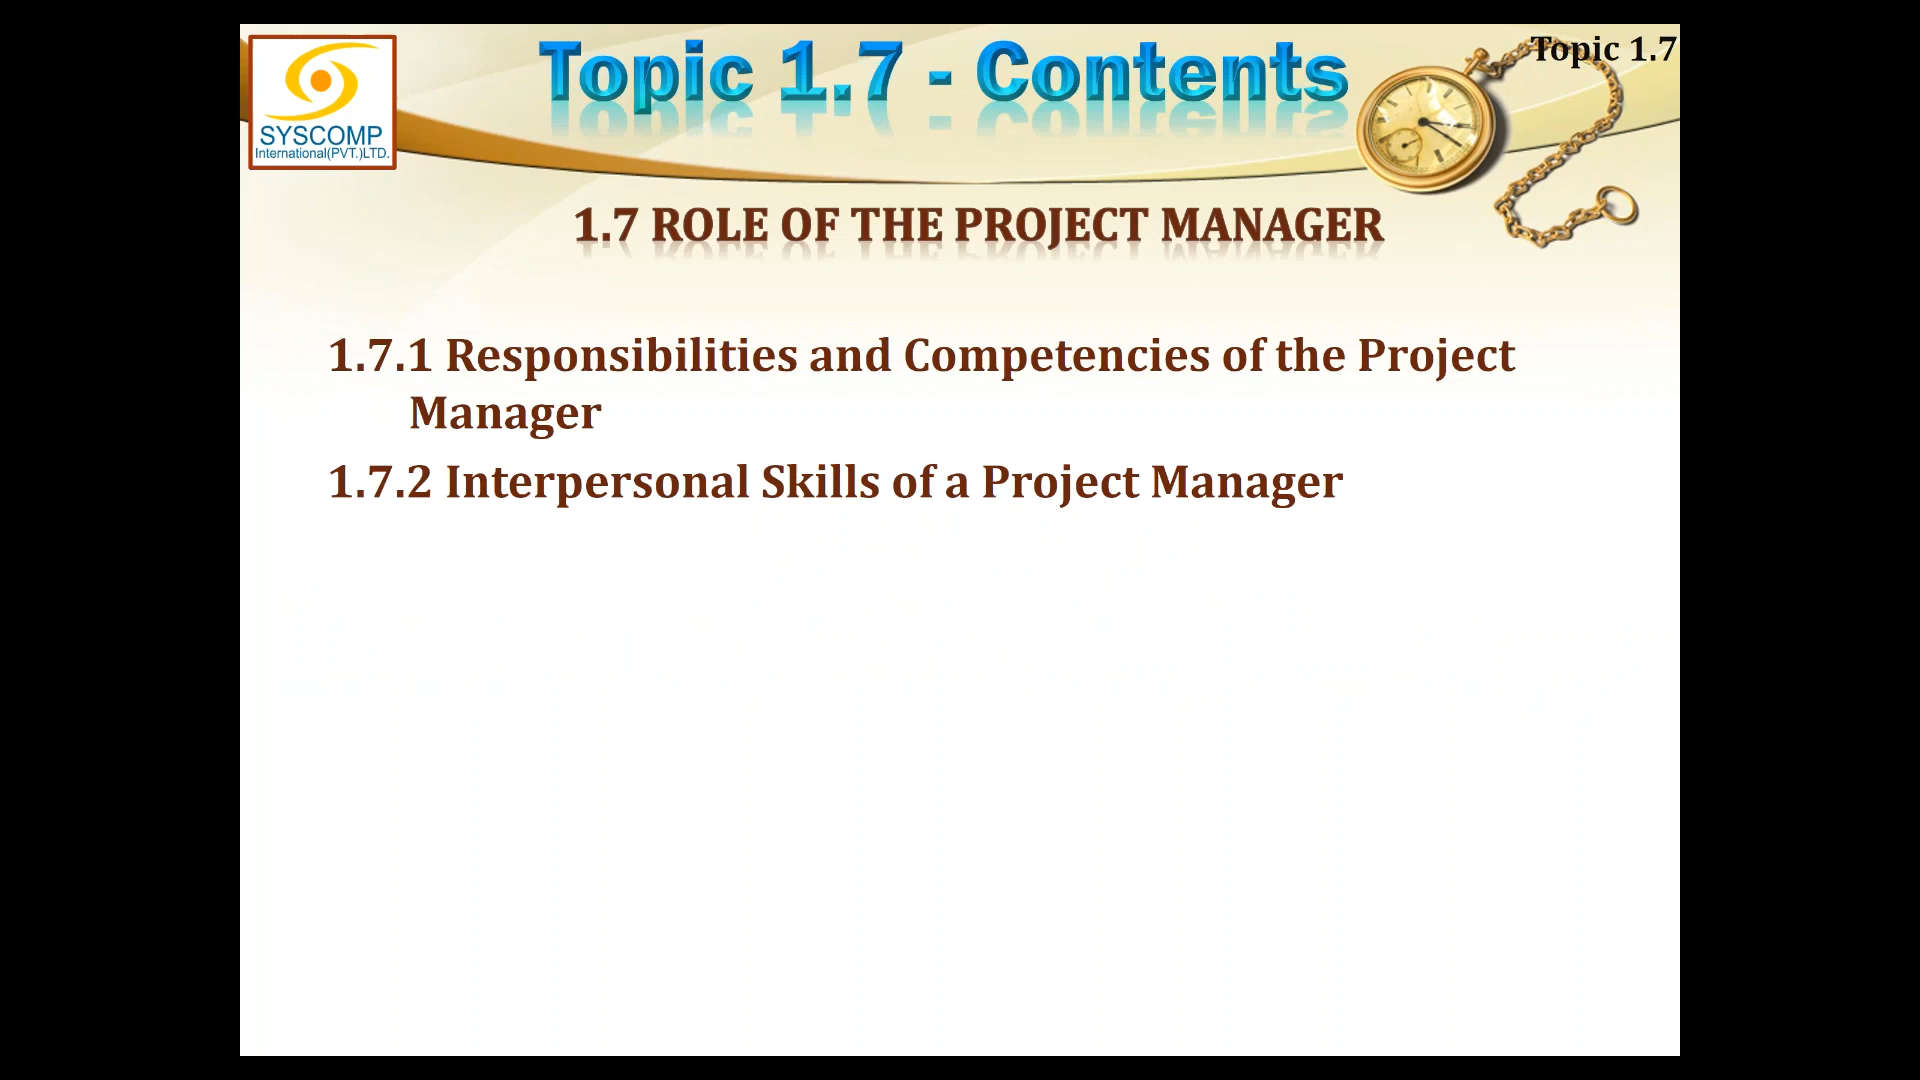 SYSCOMP
International(PVT.)LTD.
Topic 1.7 - Contents
Topic 1.7
1.7 ROLE OF THE PROJECT MANAGER
1.7.1 Responsibilities and Competencies of the Project
Manager
1.7.2 Interpersonal Skills of a Project Manager